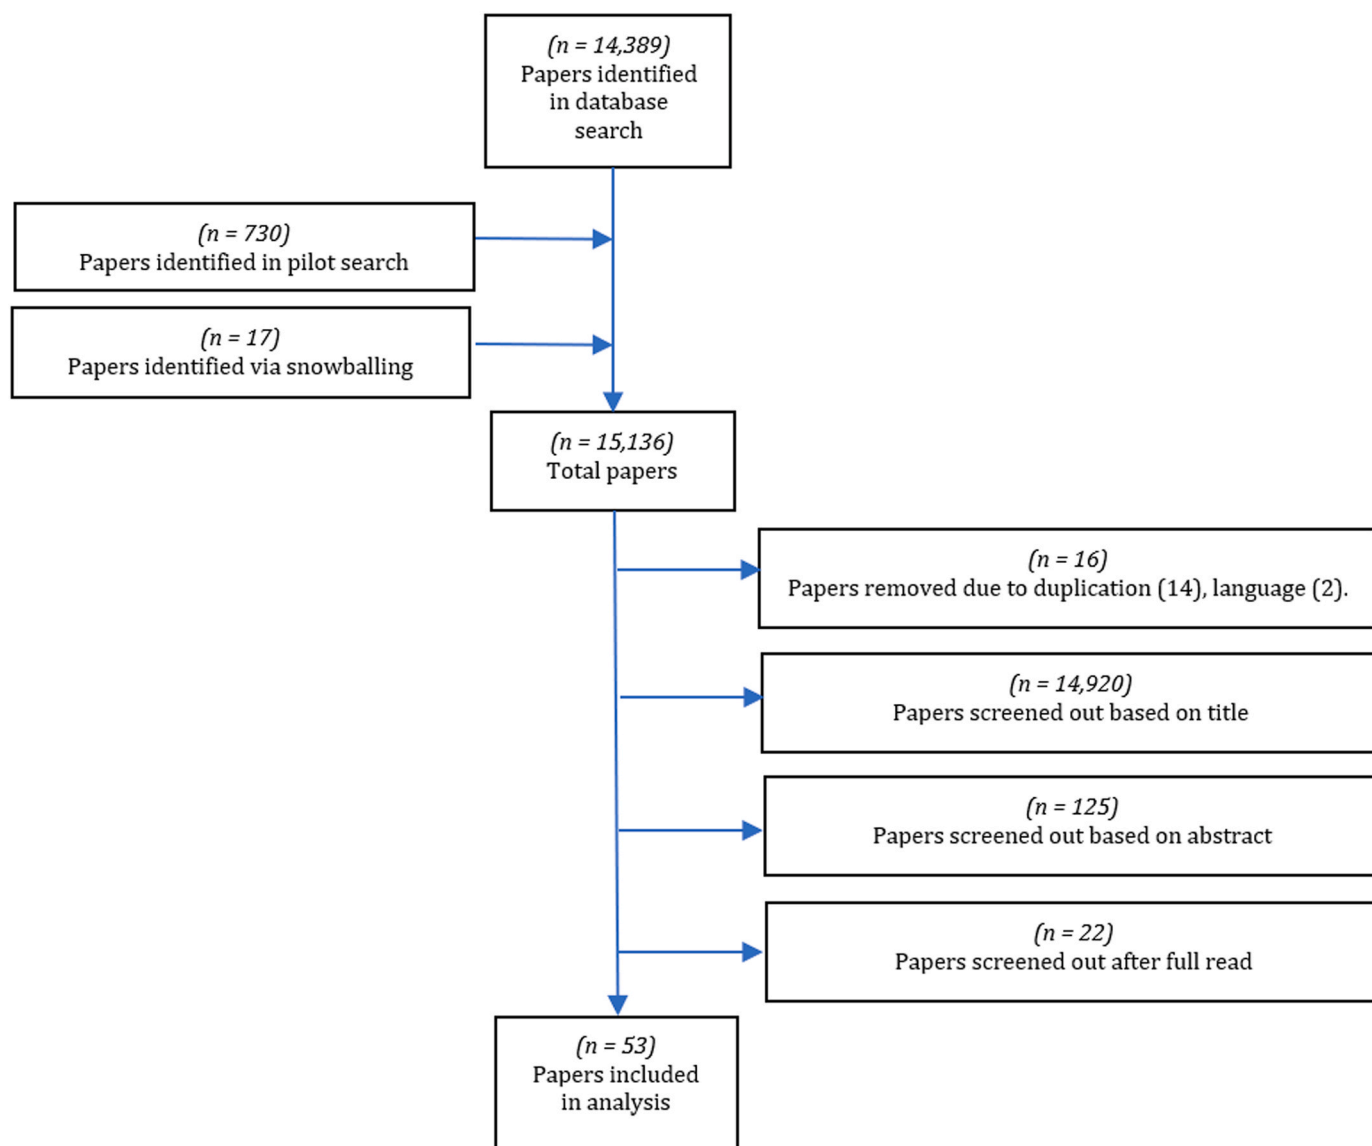 (n = 14,389)
Papers identified
in database
search
(n = 730)
Papers identified in pilot search
(n = 17)
Papers identified via snowballing
(n = 15,136)
Total papers
(n = 16)
Papers removed due to duplication (14), language (2).
(n = 14,920)
Papers screened out based on title
(n = 125)
Papers screened out based on abstract
(n = 22)
Papers screened out after full read
(n = 53)
Papers included
in analysis